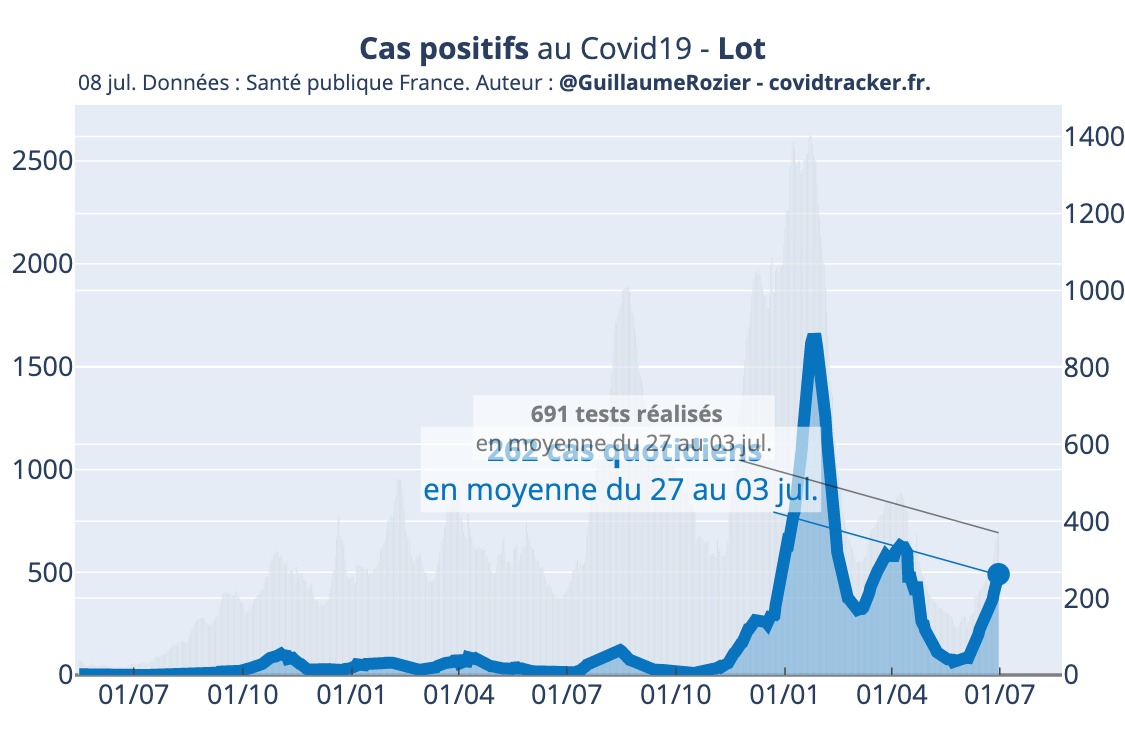 Cas positifs au Covid19 - Lot
08 jul. Données : Santé publique France. Auteur : @GuillaumeRozier - covidtracker.fr.
2500
2000
1500
1000
500
0
1400
1200
1000
800
600
400
200
0
691 tests réalisés
en moyenne du 27 au 03 jul.
262 cas quotidiens
en moyenne du 27 au 03 jul.
01/07 01/10 01/01 01/04 01/07 01/10 01/01 01/04 01/07